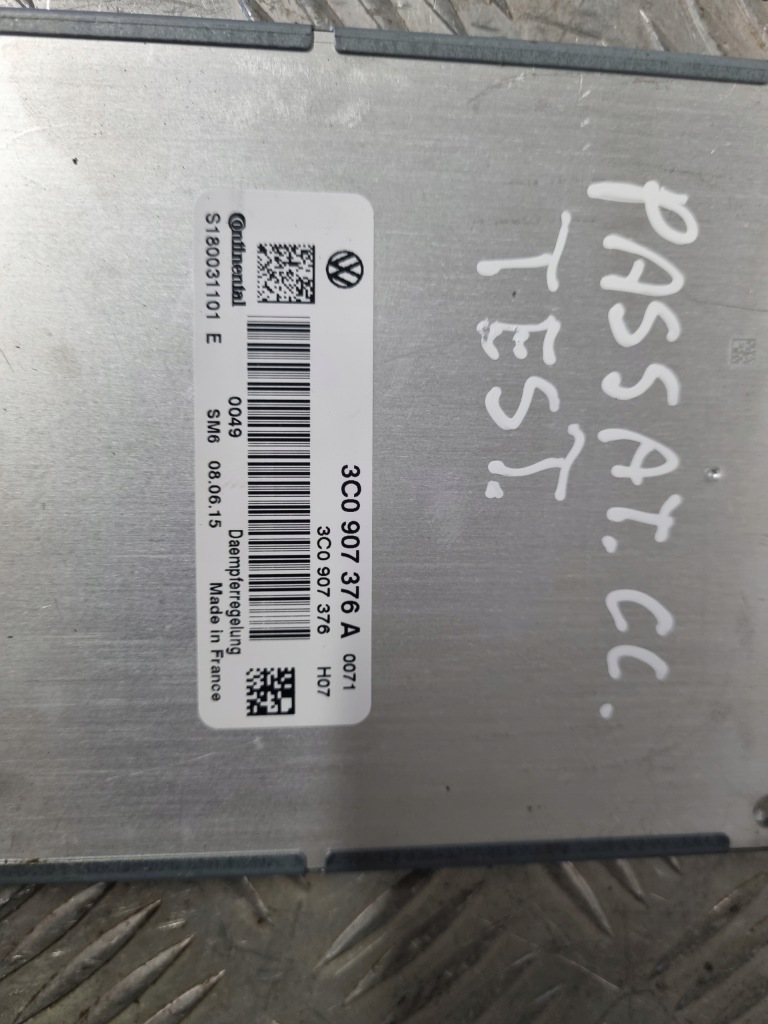 PASSAT. CC.
TEST.
3C0 907 376 A 0071
3C0 907 376 H07
Continental
0049 Daempferregelung
S180031101 E SM6 08.06.15 Made in France